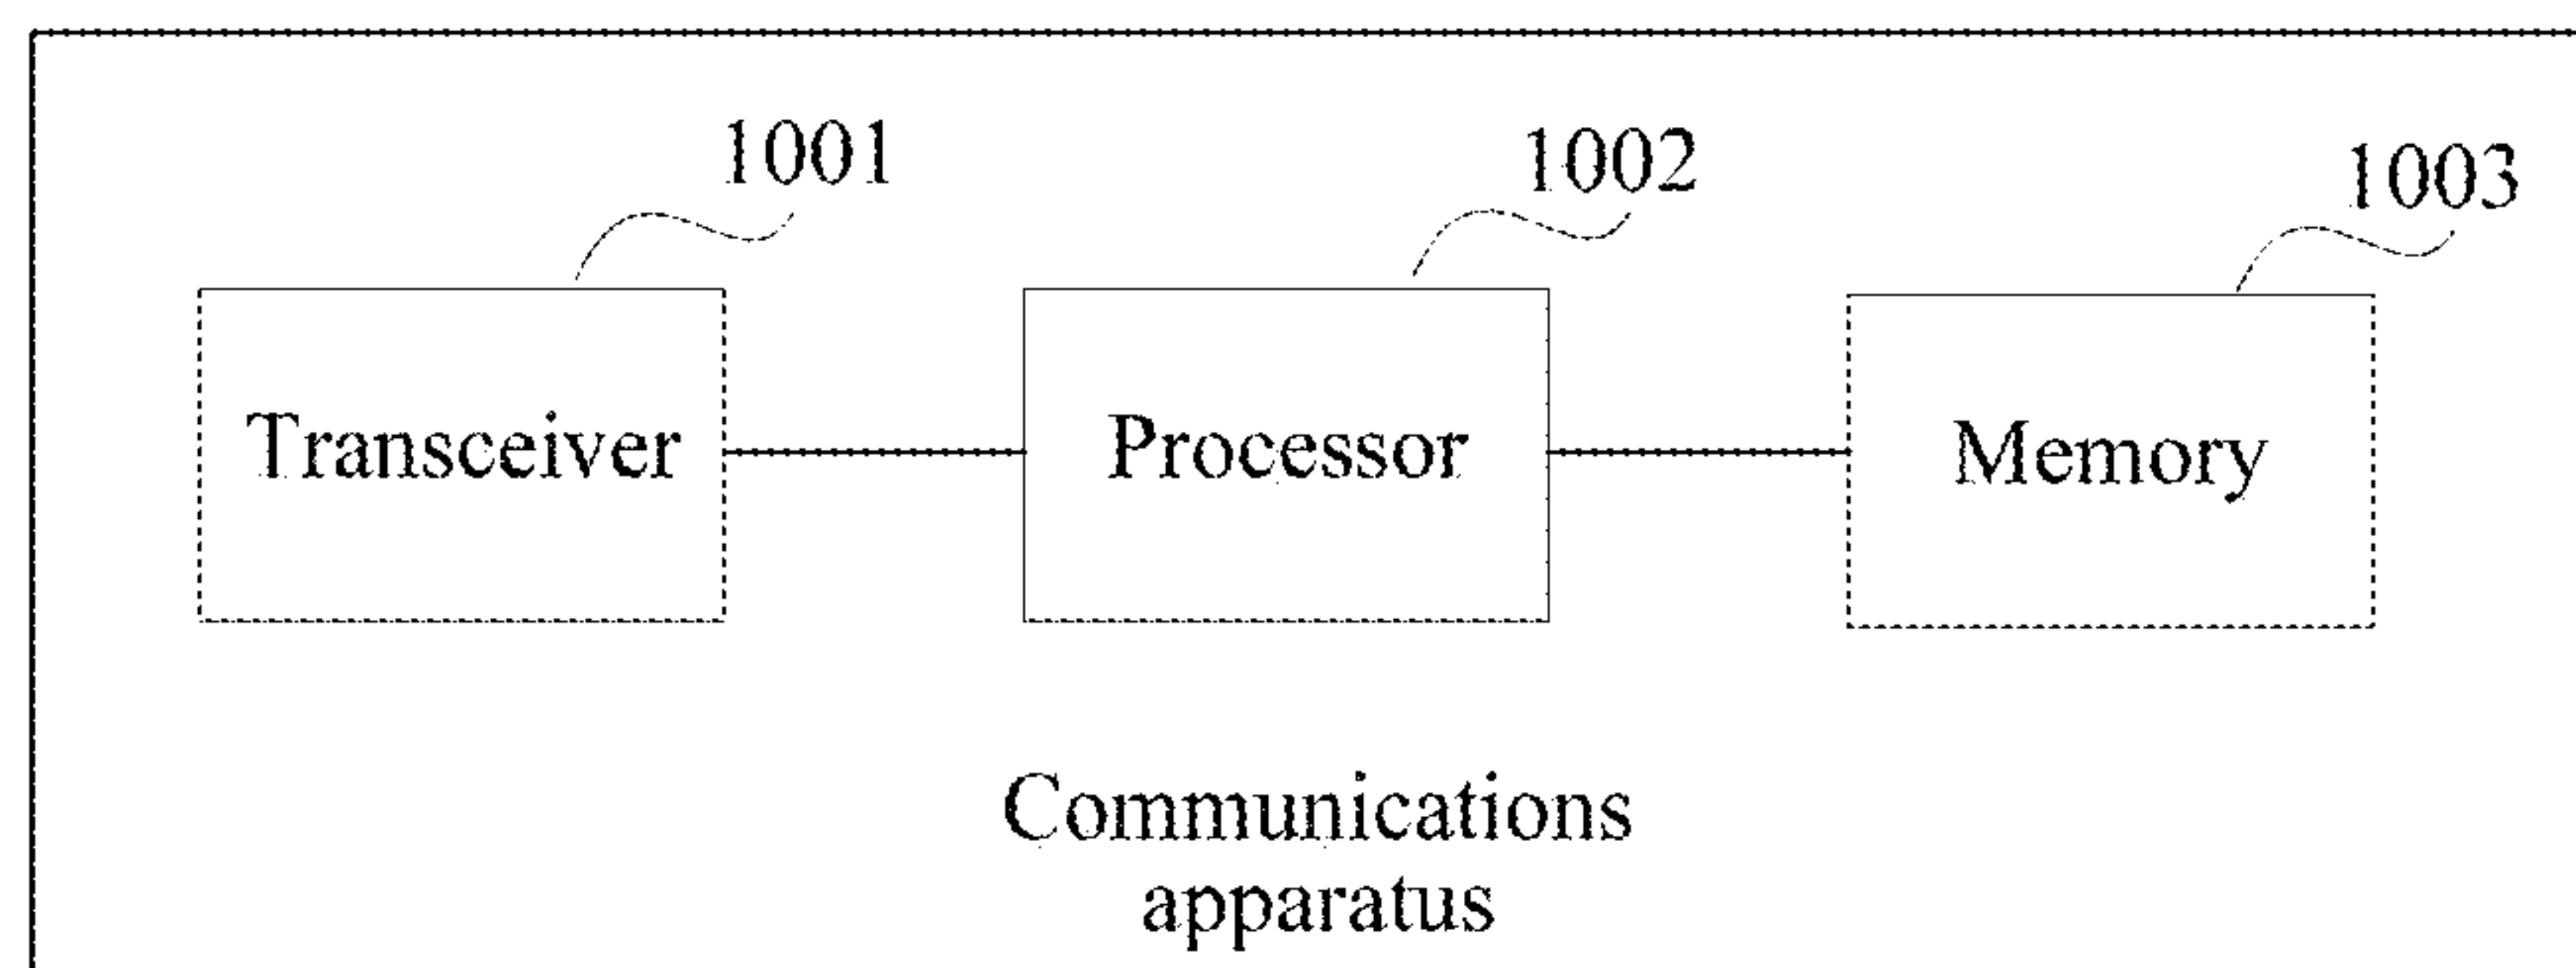 1001
1002
1003
Transceiver
Processor
Memory
Communications
apparatus